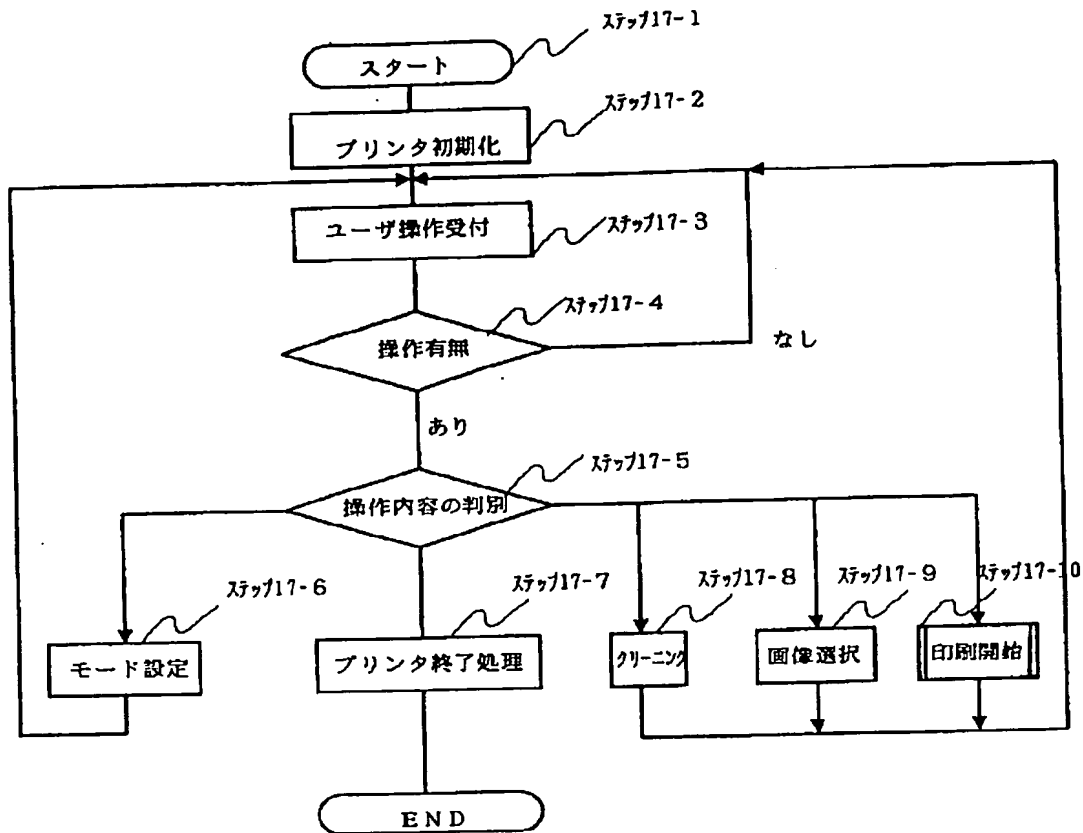 ステップ17-1
スタート
ステップ17-2
プリンタ初期化
ユーザ操作受付
ステップ17-3
ステップ17-4
操作有無
なし
あり
ステップ17-5
操作内容の判別
ステップ17-6
ステップ17-7
ステップ17-8
ステップ17-9
ステップ17-10
モード設定
プリンタ終了処理
クリーニング
画像選択
印刷開始
END